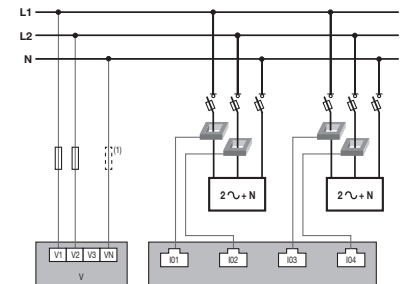 L1
L2
N
(1)
2 ∿ + N
2 ∿ + N
V1 V2 V3 VN
V
I01 I02 I03 I04